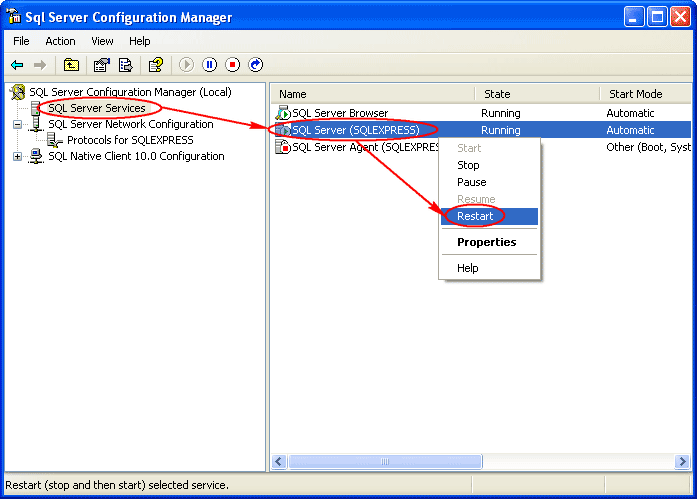 Sql Server Configuration Manager
File Action View Help
SQL Server Configuration Manager (Local)
SQL Server Services
SQL Server Network Configuration
Protocols for SQLEXPRESS
SQL Native Client 10.0 Configuration
Name State Start Mode
SQL Server Browser Running Automatic
SQL Server (SQLEXPRESS) Running Automatic
SQL Server Agent (SQLEXPRE Other (Boot, Syst
Start
Stop
Pause
Resume
Restart
Properties
Help
Restart (stop and then start) selected service.